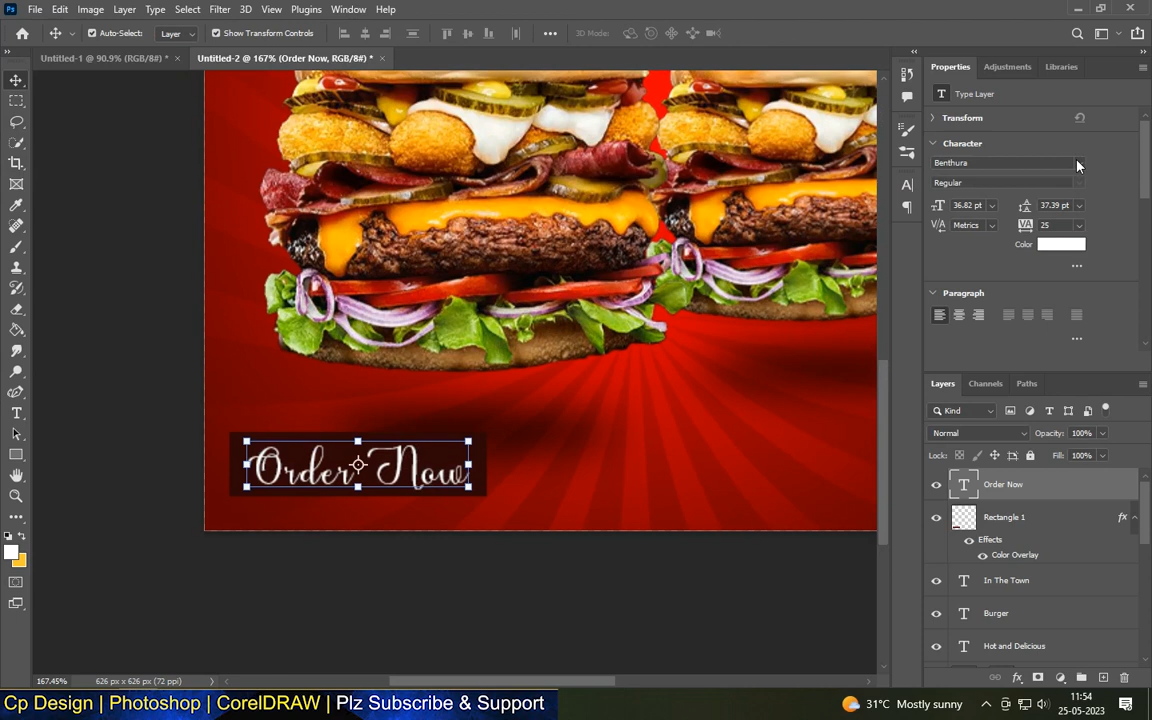 File Edit Image Layer Type Select Filter 3D View Plugins Window Help
Auto-Select: Layer Show Transform Controls 3D Mode:
Untitled-1 @ 90.9% (RGB/8#) * × Untitled-2 @ 167% (Order Now, RGB/8#) * ×
Properties Adjustments Libraries
T Type Layer
Transform
Character
Benthura
Regular
36.82 pt 37.39 pt
Metrics 25
Color
Paragraph
Layers Channels Paths
Kind
Normal Opacity: 100%
Lock: Fill: 100%
T Order Now
Rectangle 1 fx
Effects
Color Overlay
T In The Town
T Burger
T Hot and Delicious
Order Now
167.45% 626 px x 626 px (72 ppi)
Cp Design | Photoshop | CorelDRAW | Plz Subscribe & Support
31°C Mostly sunny
11:54
25-05-2023